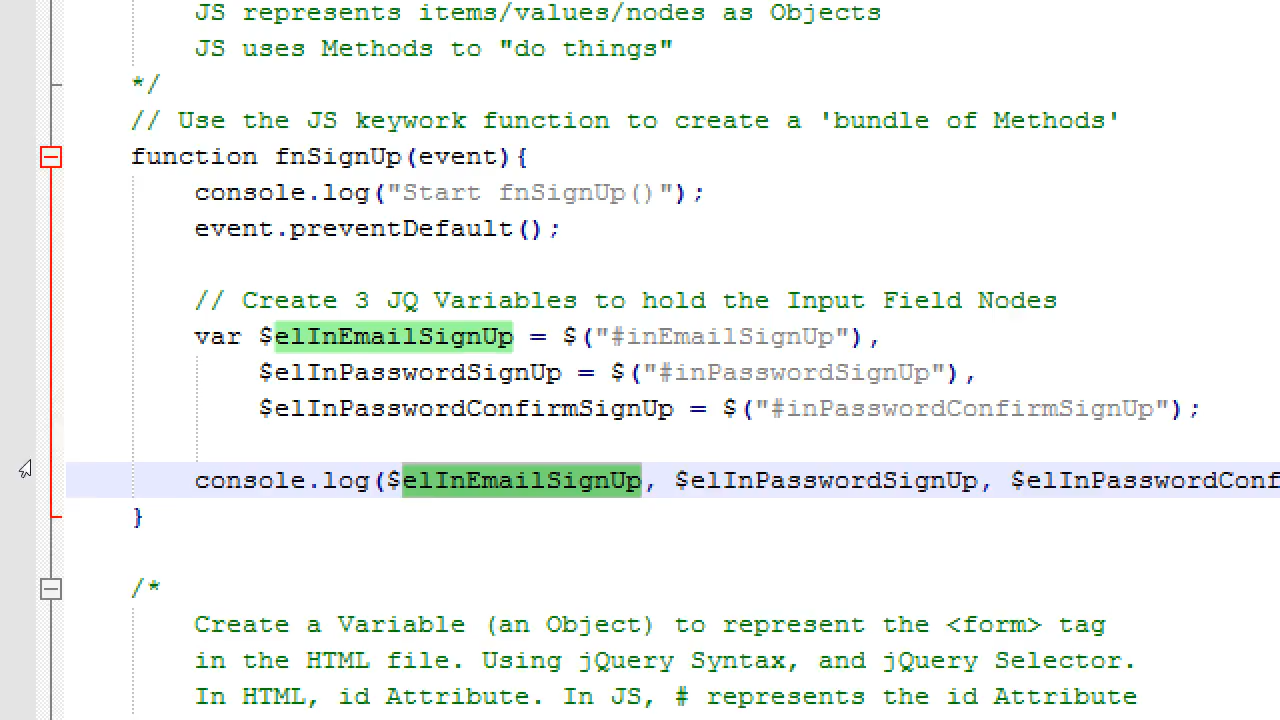 JS represents items/values/nodes as Objects
JS uses Methods to "do things"
*/
// Use the JS keywork function to create a 'bundle of Methods'
function fnSignUp(event){
console.log("Start fnSignUp()");
event.preventDefault();
// Create 3 JQ Variables to hold the Input Field Nodes
var $elInEmailSignUp = $("#inEmailSignUp"),
$elInPasswordSignUp = $("#inPasswordSignUp"),
$elInPasswordConfirmSignUp = $("#inPasswordConfirmSignUp");
console.log($elInEmailSignUp, $elInPasswordSignUp, $elInPasswordConf
}
/*
Create a Variable (an Object) to represent the <form> tag
in the HTML file. Using jQuery Syntax, and jQuery Selector.
In HTML, id Attribute. In JS, # represents the id Attribute